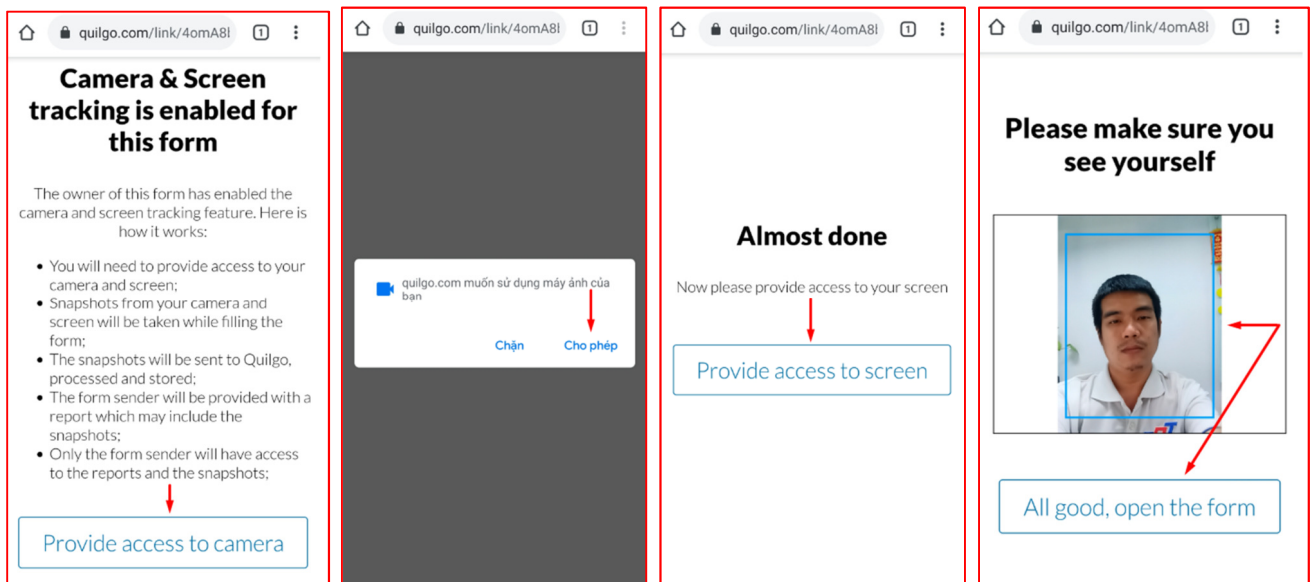 quilgo.com/link/4omA8l
1
Camera & Screen
tracking is enabled for
this form
The owner of this form has enabled the
camera and screen tracking feature. Here is
how it works:
You will need to provide access to your
camera and screen;
Snapshots from your camera and
screen will be taken while filling the
form;
The snapshots will be sent to Quilgo,
processed and stored;
The form sender will be provided with a
report which may include the
snapshots;
Only the form sender will have access
to the reports and the snapshots;
Provide access to camera
quilgo.com/link/4omA8l
1
quilgo.com muốn sử dụng máy ảnh của
bạn
Chặn
Cho phép
quilgo.com/link/4omA8l
1
Almost done
Now please provide access to your screen
Provide access to screen
quilgo.com/link/4omA8l
1
Please make sure you
see yourself
All good, open the form